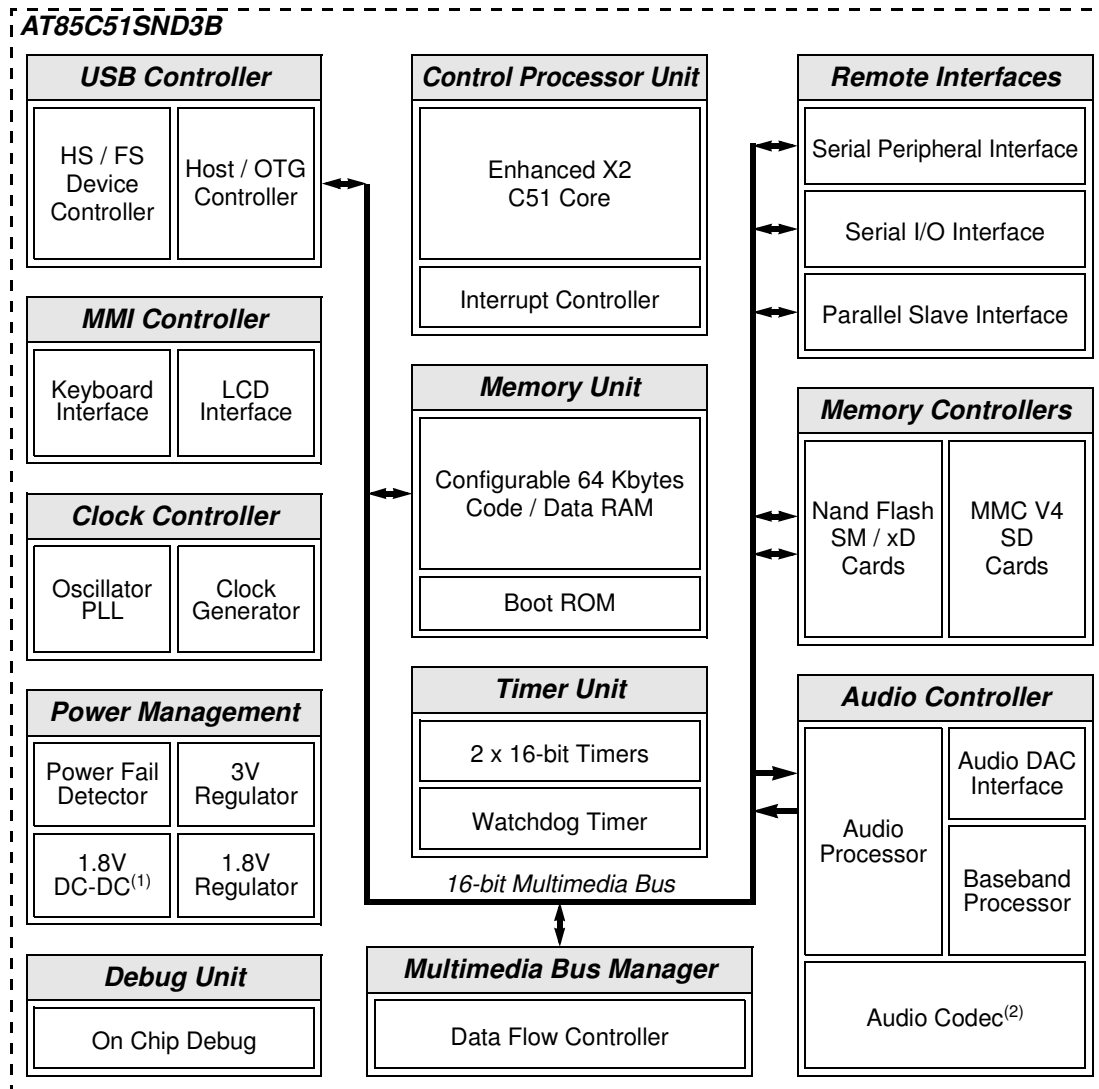 AT85C51SND3B
USB Controller
HS / FS
Device
Controller
Host / OTG
Controller
MMI Controller
Keyboard
Interface
LCD
Interface
Clock Controller
Oscillator
PLL
Clock
Generator
Power Management
Power Fail
Detector
3V
Regulator
1.8V
DC-DC(1)
1.8V
Regulator
Debug Unit
On Chip Debug
Control Processor Unit
Enhanced X2
C51 Core
Interrupt Controller
Memory Unit
Configurable 64 Kbytes
Code / Data RAM
Boot ROM
Timer Unit
2 x 16-bit Timers
Watchdog Timer
16-bit Multimedia Bus
Multimedia Bus Manager
Data Flow Controller
Remote Interfaces
Serial Peripheral Interface
Serial I/O Interface
Parallel Slave Interface
Memory Controllers
Nand Flash
SM / xD
Cards
MMC V4
SD
Cards
Audio Controller
Audio
Processor
Audio DAC
Interface
Baseband
Processor
Audio Codec(2)